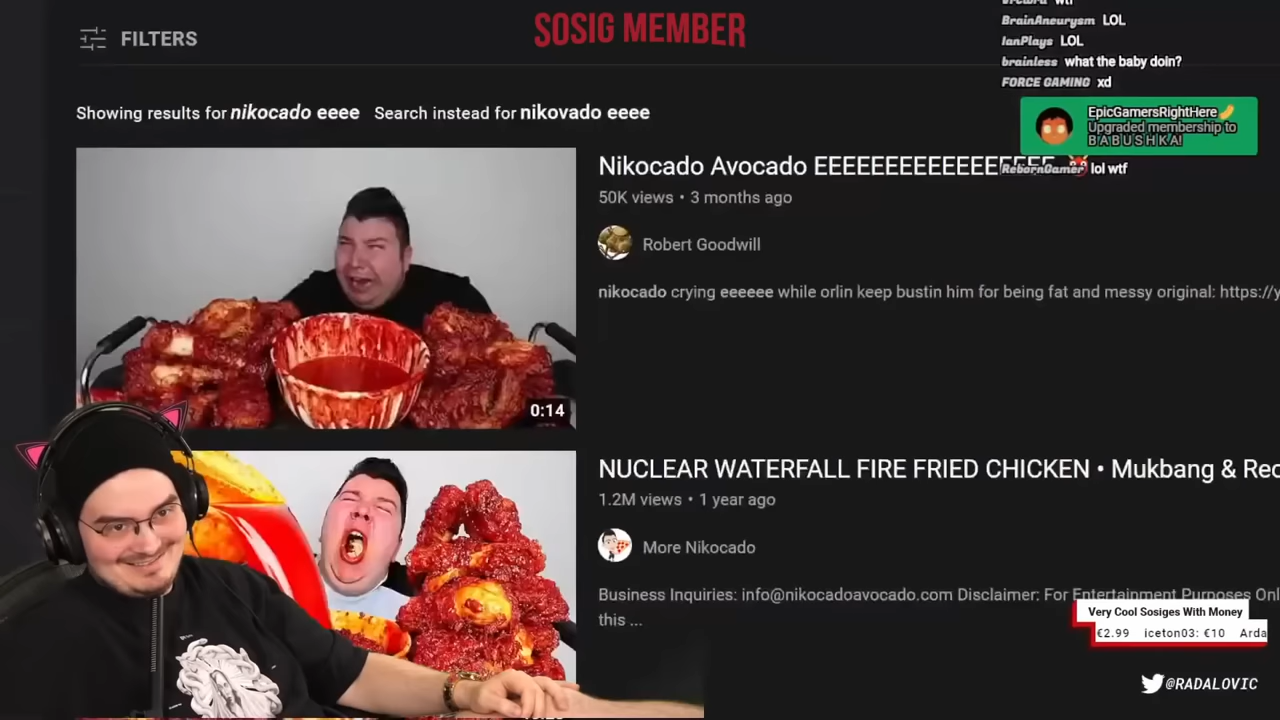 SOSIG MEMBER
FILTERS
wtf
BrainAneurysm LOL
IanPlays LOL
brainless what the baby doin?
FORCE GAMING xd
EpicGamersRightHere
Upgraded membership to
BABUSHKA!
RebornGamer lol wtf
Showing results for nikocado eeee Search instead for nikovado eeee
Nikocado Avocado
50K views • 3 months ago
Robert Goodwill
nikocado crying eeeeee while orlin keep bustin him for being fat and messy original: https://y
0:14
NUCLEAR WATERFALL FIRE FRIED CHICKEN • Mukbang & Rec
1.2M views • 1 year ago
More Nikocado
Business Inquiries: info@nikocadoavocado.com Disclaimer: For Entertainment Purposes Onl
this ...
Very Cool Sosiges With Money
€2.99 iceton03: €10 Arda
@RADALOVIC